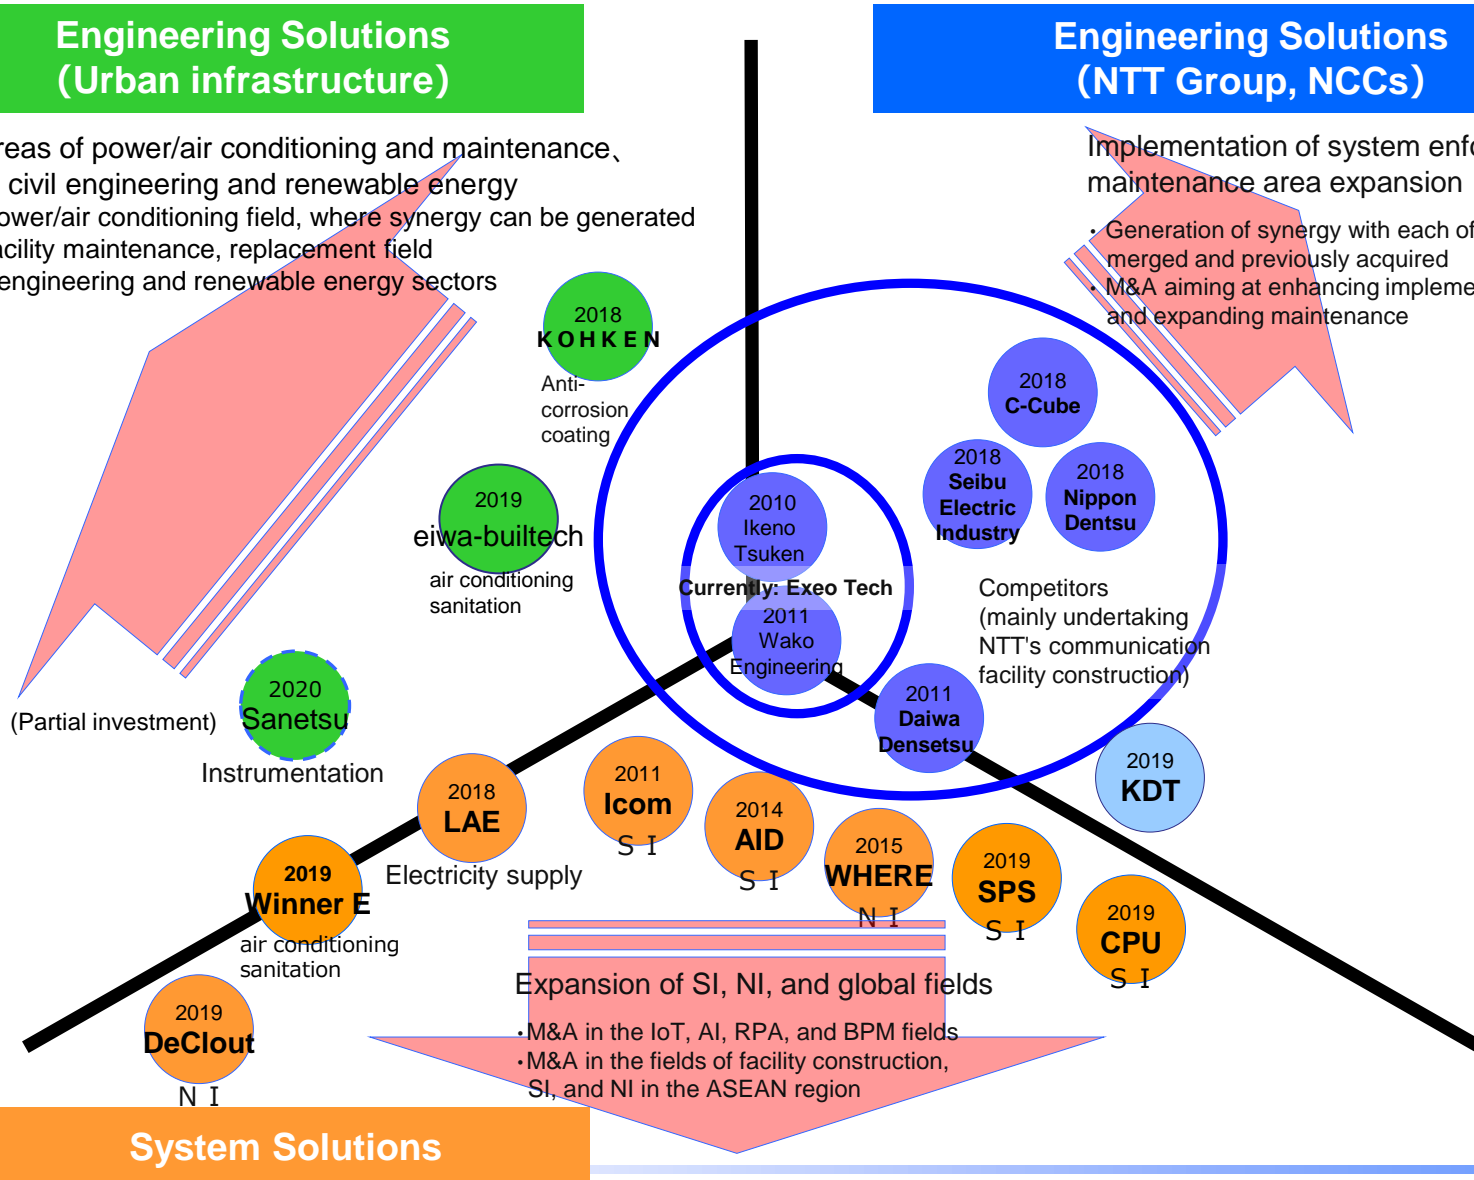 Engineering Solutions
（Urban infrastructure）
Engineering Solutions
（NTT Group, NCCs）
reas of power/air conditioning and maintenance、
civil engineering and renewable energy
ower/air conditioning field, where synergy can be generated
acility maintenance, replacement field
engineering and renewable energy sectors
Implementation of system enfo
maintenance area expansion
・Generation of synergy with each of
merged and previously acquired
・M&A aiming at enhancing impleme
and expanding maintenance
2018
KOHKEN
Anti-
corrosion
coating
2019
eiwa-builtech
air conditioning
sanitation
2020
Sanetsu
(Partial investment)
Instrumentation
2018
C-Cube
2018
Seibu
Electric
Industry
2018
Nippon
Dentsu
2010
Ikeno
Tsuken
Currently: Exeo Tech
2011
Wako
Engineering
Competitors
(mainly undertaking
NTT's communication
facility construction)
2011
Daiwa
Densetsu
2019
KDT
2018
LAE
Electricity supply
2019
Winner E
air conditioning
sanitation
2019
DeClout
ＮＩ
2011
Icom
ＳＩ
2014
AID
ＳＩ
2015
WHERE
ＮＩ
2019
SPS
ＳＩ
2019
CPU
ＳＩ
Expansion of SI, NI, and global fields
・M&A in the IoT, AI, RPA, and BPM fields
・M&A in the fields of facility construction,
SI, and NI in the ASEAN region
System Solutions